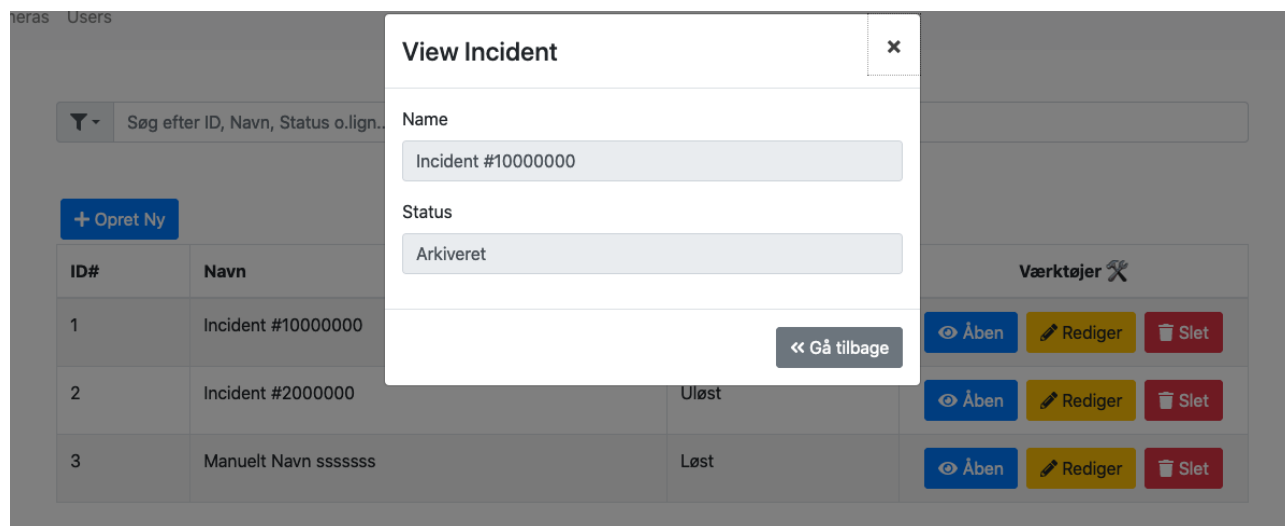 Users
View Incident
Søg efter ID, Navn, Status o.lign..
Name
Incident #10000000
Status
Arkiveret
Gå tilbage
Opret Ny
ID# Navn Værktøjer
1 Incident #10000000 Åben Rediger Slet
2 Incident #2000000 Uløst Åben Rediger Slet
3 Manuelt Navn sssssss Løst Åben Rediger Slet